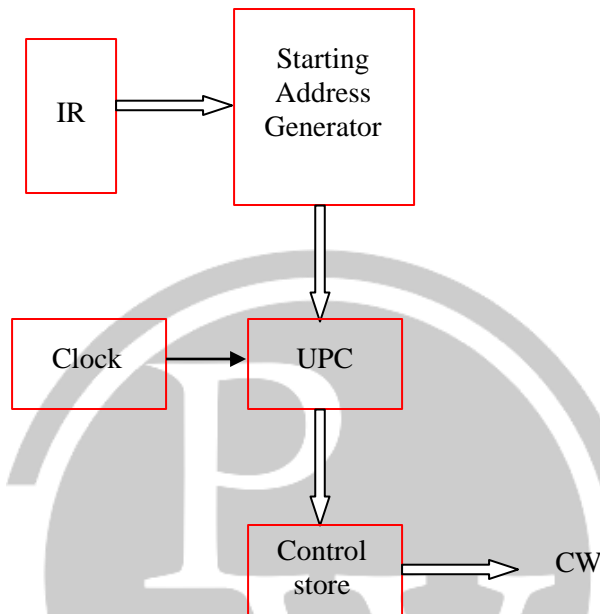 IR
Starting
Address
Generator
Clock
UPC
Control
store
CW
P